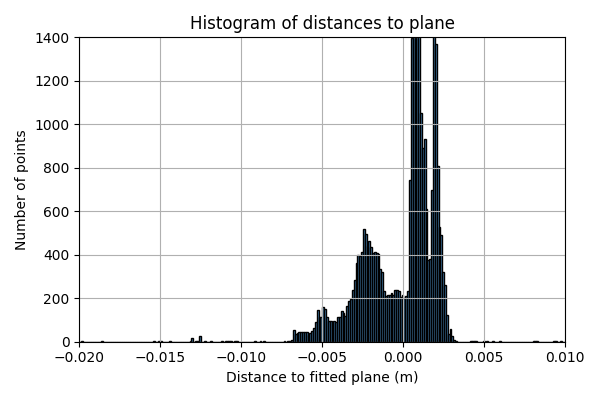 Histogram of distances to plane
Number of points
1400
1200
1000
800
600
400
200
0
−0.020 −0.015 −0.010 −0.005 0.000 0.005 0.010
Distance to fitted plane (m)